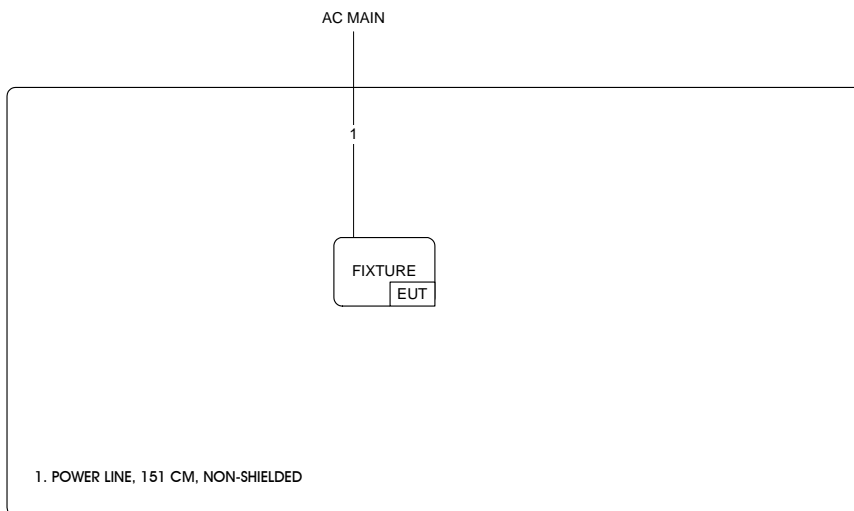 AC MAIN
1
FIXTURE
EUT
1. POWER LINE, 151 CM, NON-SHIELDED